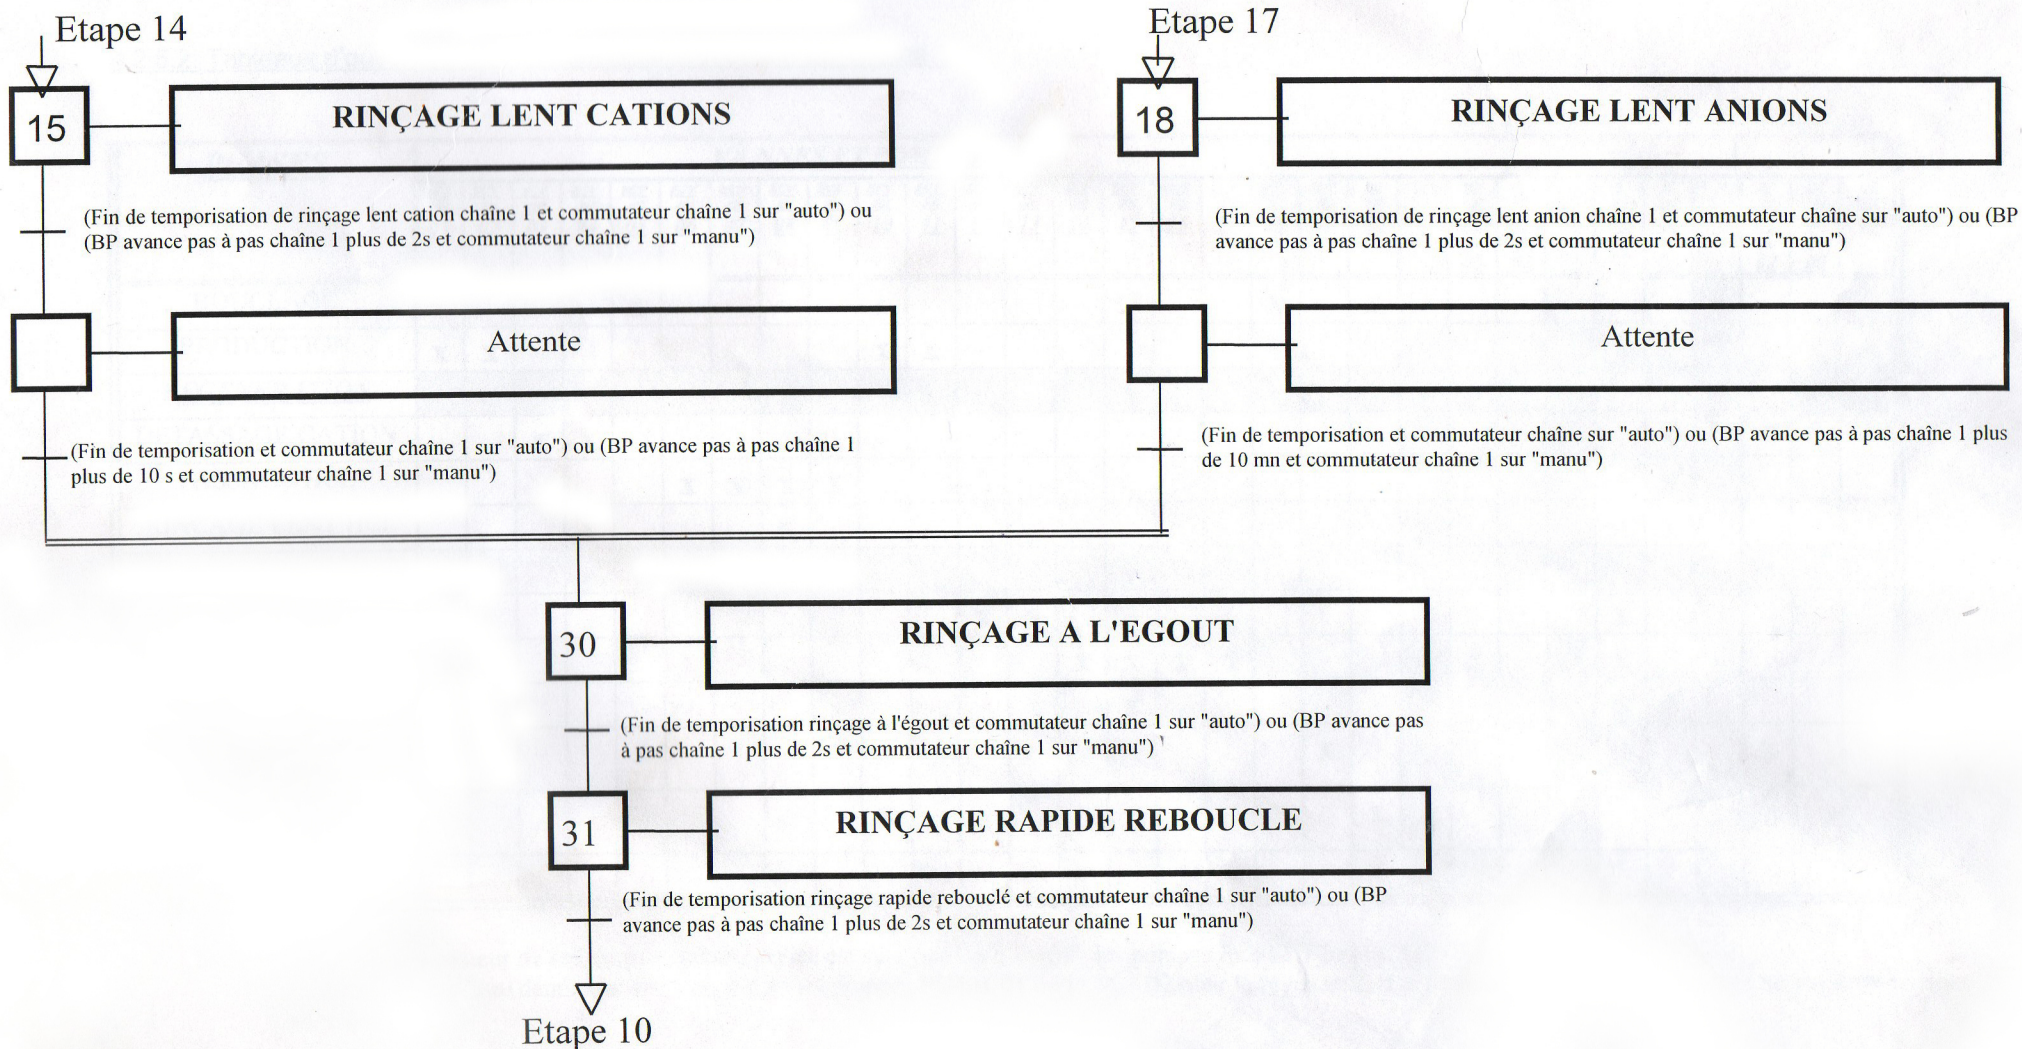 Etape 14
Etape 17
15
RINÇAGE LENT CATIONS
18
RINÇAGE LENT ANIONS
(Fin de temporisation de rinçage lent cation chaîne 1 et commutateur chaîne 1 sur "auto") ou
(BP avance pas à pas chaîne 1 plus de 2s et commutateur chaîne 1 sur "manu")
(Fin de temporisation de rinçage lent anion chaîne 1 et commutateur chaîne sur "auto") ou (BP
avance pas à pas chaîne 1 plus de 2s et commutateur chaîne 1 sur "manu")
Attente
Attente
(Fin de temporisation et commutateur chaîne 1 sur "auto") ou (BP avance pas à pas chaîne 1
plus de 10 s et commutateur chaîne 1 sur "manu")
(Fin de temporisation et commutateur chaîne sur "auto") ou (BP avance pas à pas chaîne 1 plus
de 10 mn et commutateur chaîne 1 sur "manu")
30
RINÇAGE A L'EGOUT
(Fin de temporisation rinçage à l'égout et commutateur chaîne 1 sur "auto") ou (BP avance pas
à pas chaîne 1 plus de 2s et commutateur chaîne 1 sur "manu")
31
RINÇAGE RAPIDE REBOUCLE
(Fin de temporisation rinçage rapide rebouclé et commutateur chaîne 1 sur "auto") ou (BP
avance pas à pas chaîne 1 plus de 2s et commutateur chaîne 1 sur "manu")
Etape 10